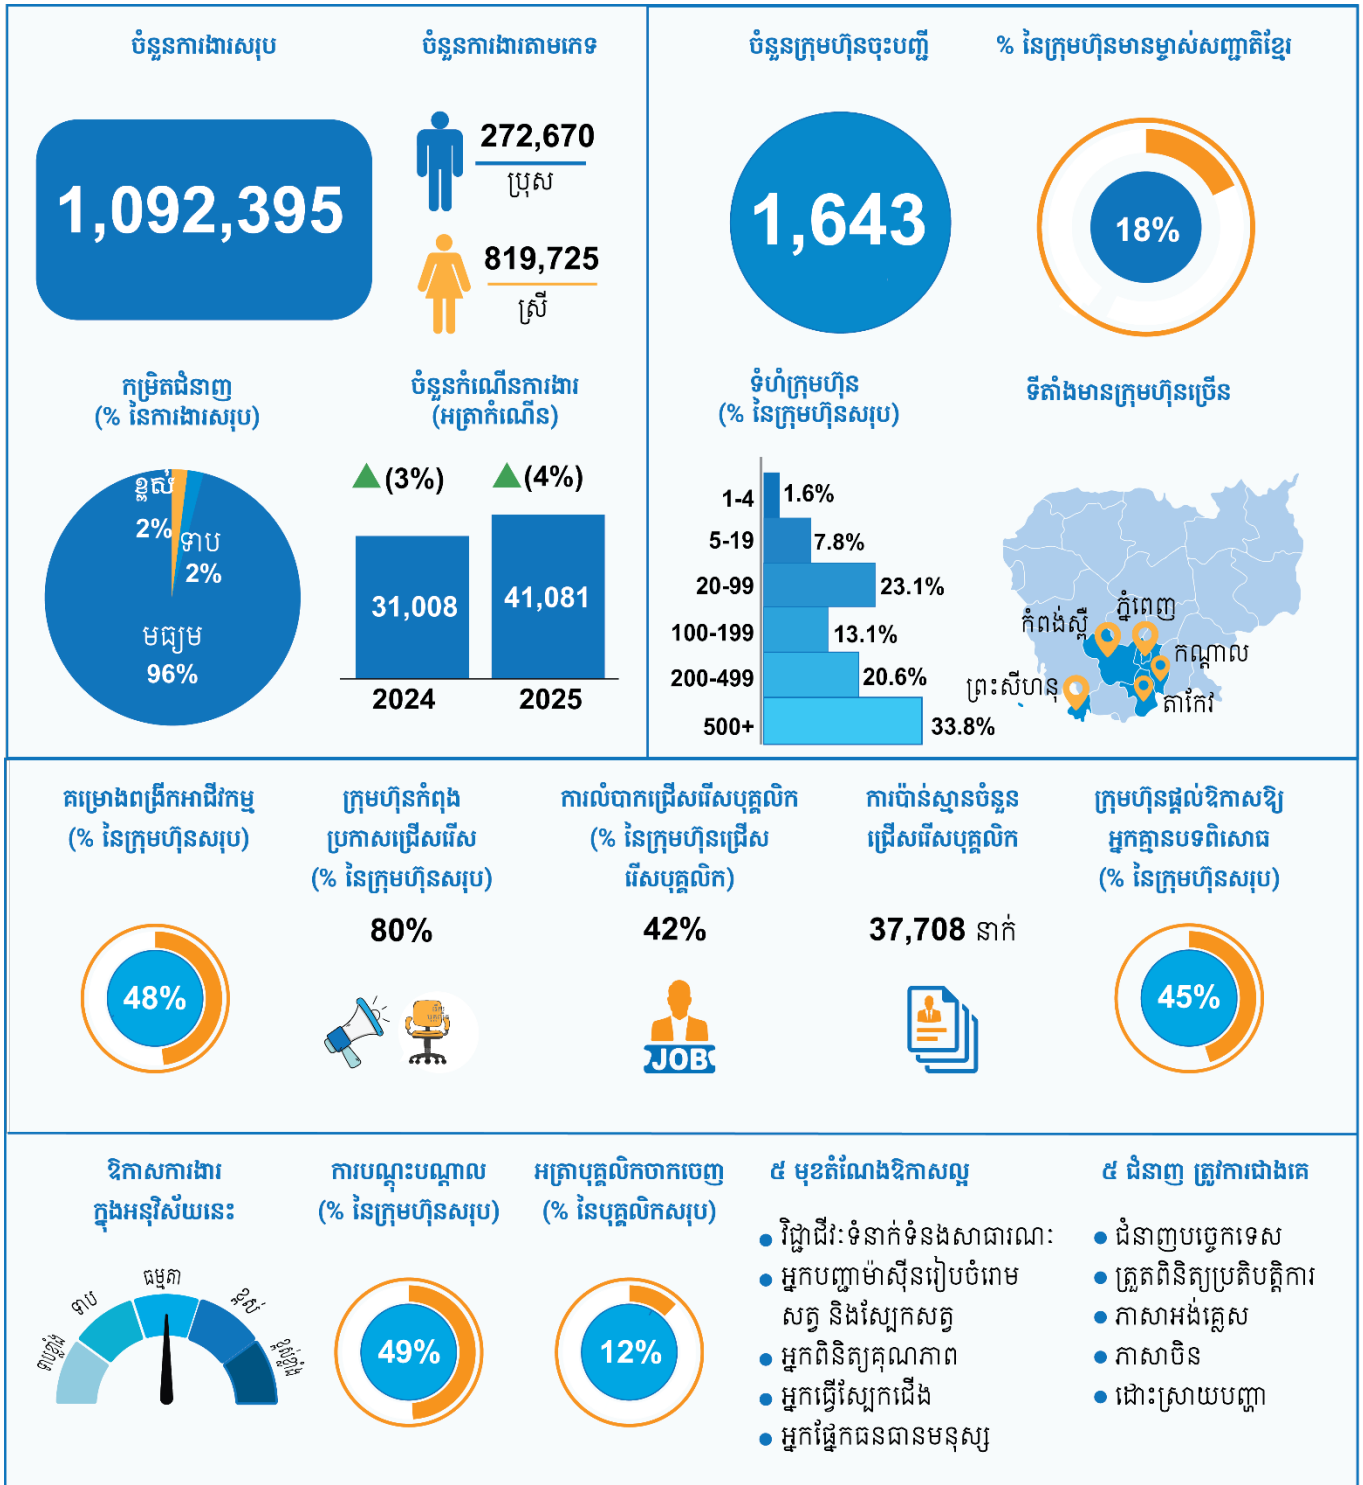 ចំនួនការងារសរុប
1,092,395
ចំនួនការងារតាមភេទ
272,670
ប្រុស
819,725
ស្រី
កម្រិតជំនាញ
(% នៃការងារសរុប)
ខ្ពស់
2%
ទាប
2%
មធ្យម
96%
ចំនួនកំណើនការងារ
(អត្រាកំណើន)
(3%)
(4%)
31,008
41,081
2024
2025
ចំនួនក្រុមហ៊ុនចុះបញ្ជី
1,643
% នៃក្រុមហ៊ុនមានម្ចាស់សញ្ជាតិខ្មែរ
18%
ទំហំក្រុមហ៊ុន
(% នៃក្រុមហ៊ុនសរុប)
1-4 1.6%
5-19 7.8%
20-99 23.1%
100-199 13.1%
200-499 20.6%
500+ 33.8%
ទីតាំងមានក្រុមហ៊ុនច្រើន
ភ្នំពេញ
កំពង់ស្ពឺ
កណ្តាល
ព្រះសីហនុ
តាកែវ
គម្រោងពង្រីកអាជីវកម្ម
(% នៃក្រុមហ៊ុនសរុប)
48%
ក្រុមហ៊ុនកំពុង
ប្រកាសជ្រើសរើស
(% នៃក្រុមហ៊ុនសរុប)
80%
ការលំបាកជ្រើសរើសបុគ្គលិក
(% នៃក្រុមហ៊ុនជ្រើស
រើសបុគ្គលិក)
42%
JOB
ការប៉ាន់ស្មានចំនួន
ជ្រើសរើសបុគ្គលិក
37,708 នាក់
ក្រុមហ៊ុនផ្តល់ឱកាសឱ្យ
អ្នកគ្មានបទពិសោធ
(% នៃក្រុមហ៊ុនសរុប)
45%
ឱកាសការងារ
ក្នុងអនុវិស័យនេះ
ទាបខ្លាំង
ទាប
ធម្មតា
ខ្ពស់
ខ្ពស់ខ្លាំង
ការបណ្តុះបណ្តាល
(% នៃក្រុមហ៊ុនសរុប)
49%
អត្រាបុគ្គលិកចាកចេញ
(% នៃបុគ្គលិកសរុប)
12%
៥ មុខតំណែងឱកាសល្អ
● វិជ្ជាជីវៈទំនាក់ទំនងសាធារណៈ
● អ្នកបញ្ជាម៉ាស៊ីនរៀបចំរោម
សត្វ និងស្បែកសត្វ
● អ្នកពិនិត្យគុណភាព
● អ្នកធ្វើស្បែកជើង
● អ្នកផ្នែកធនធានមនុស្ស
៥ ជំនាញ ត្រូវការជាងគេ
● ជំនាញបច្ចេកទេស
● ត្រួតពិនិត្យប្រតិបត្តិការ
● ភាសាអង់គ្លេស
● ភាសាចិន
● ដោះស្រាយបញ្ហា